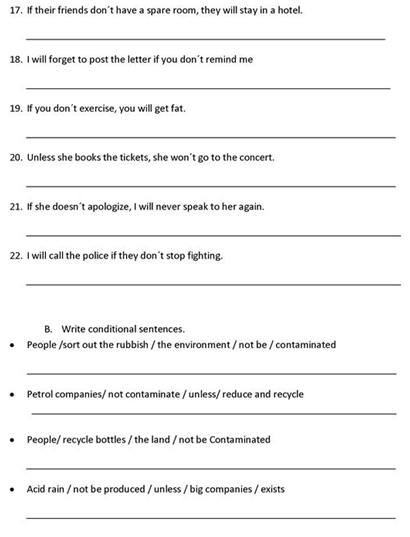 17. If their friends don´t have a spare room, they will stay in a hotel.
18. I will forget to post the letter if you don´t remind me
19. If you don´t exercise, you will get fat.
20. Unless she books the tickets, she won´t go to the concert.
21. If she doesn´t apologize, I will never speak to her again.
22. I will call the police if they don´t stop fighting.
B. Write conditional sentences.
• People /sort out the rubbish / the environment / not be / contaminated
• Petrol companies/ not contaminate / unless/ reduce and recycle
• People/ recycle bottles / the land / not be Contaminated
• Acid rain / not be produced / unless / big companies / exists